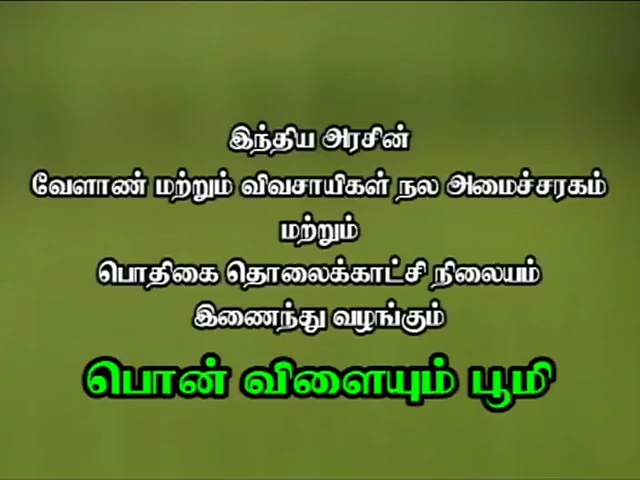 இந்திய அரசின்
வேளாண் மற்றும் விவசாயிகள் நல அமைச்சரகம்
மற்றும்
பொதிகை தொலைக்காட்சி நிலையம்
இணைந்து வழங்கும்
பொன் விளையும் பூமி